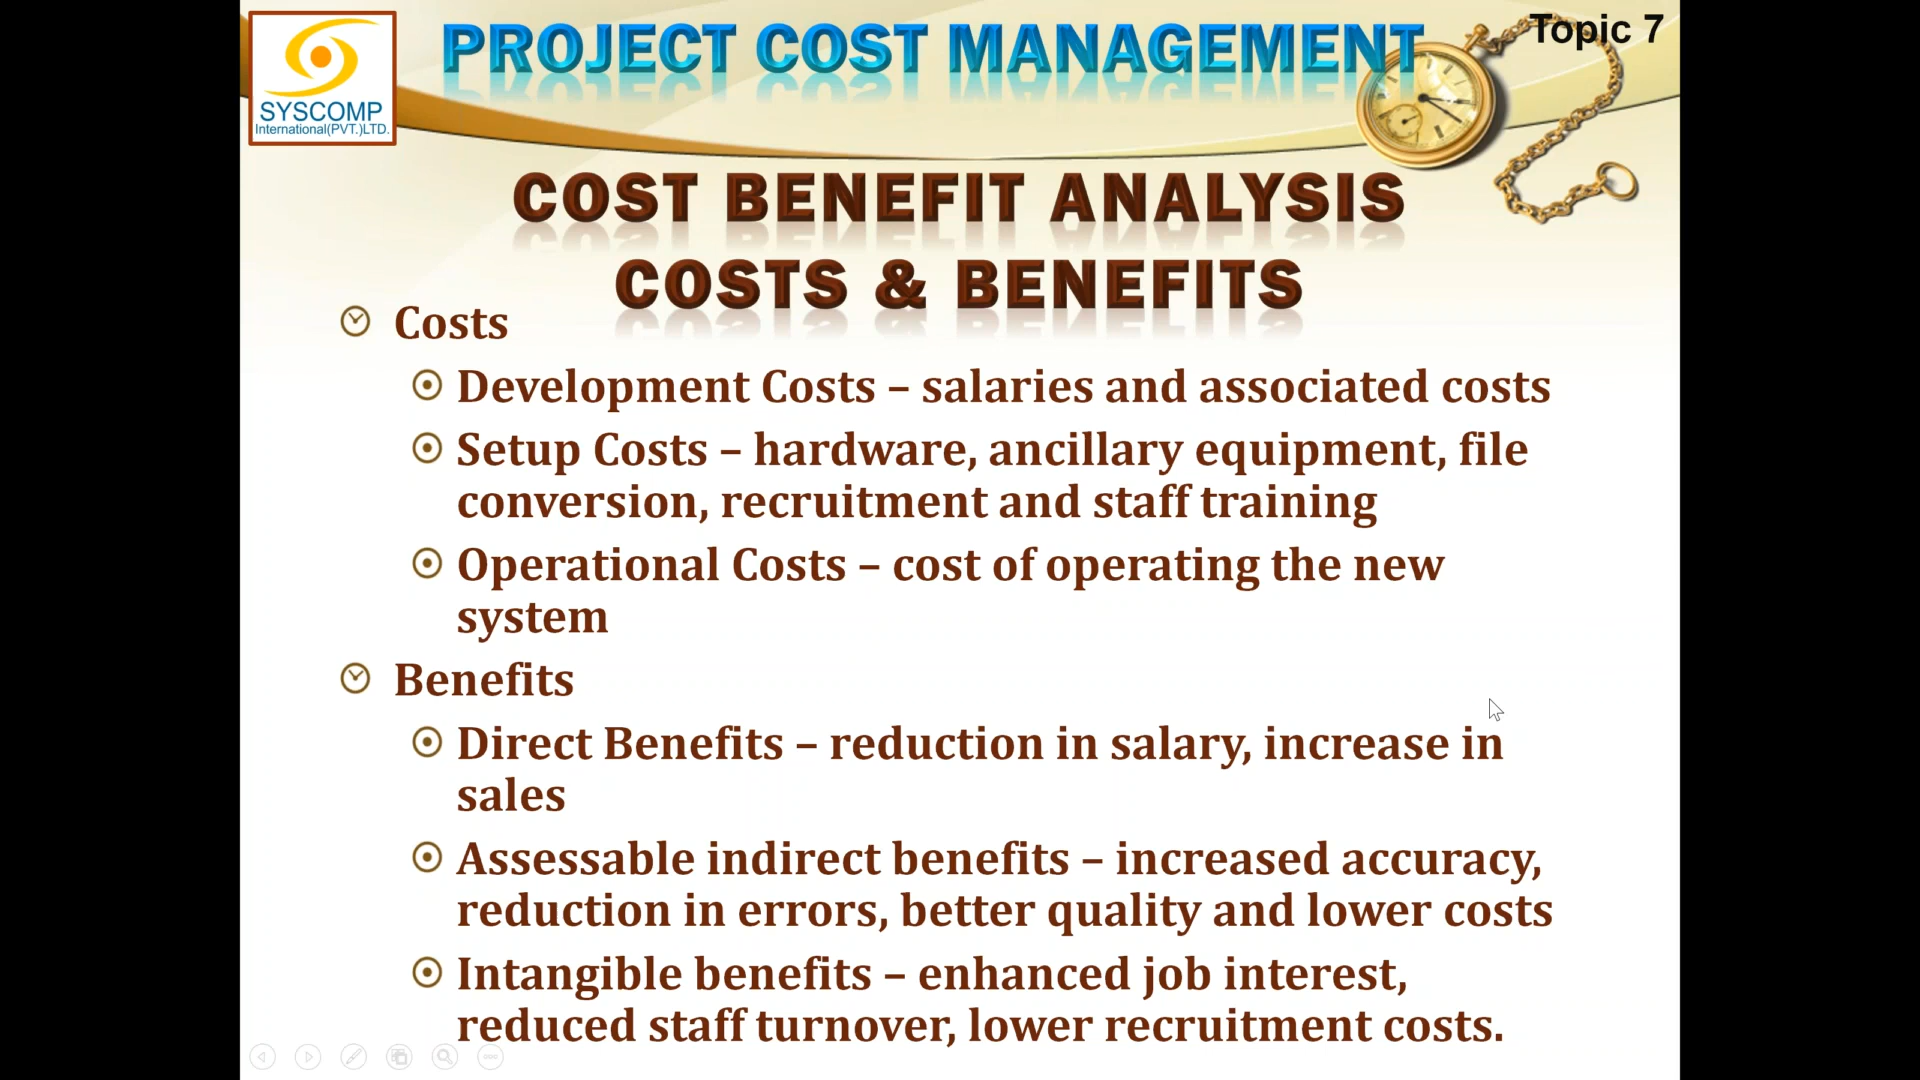 SYSCOMP
International(PVT.)LTD.
PROJECT COST MANAGEMENT
Topic 7
COST BENEFIT ANALYSIS
COSTS & BENEFITS
Costs
Development Costs – salaries and associated costs
Setup Costs – hardware, ancillary equipment, file
conversion, recruitment and staff training
Operational Costs – cost of operating the new
system
Benefits
Direct Benefits – reduction in salary, increase in
sales
Assessable indirect benefits – increased accuracy,
reduction in errors, better quality and lower costs
Intangible benefits – enhanced job interest,
reduced staff turnover, lower recruitment costs.